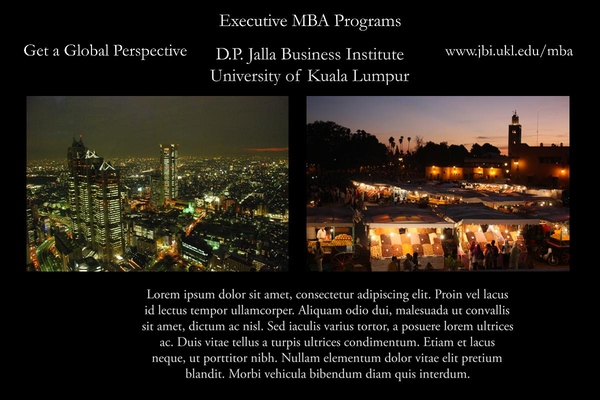 Executive MBA Programs
Get a Global Perspective
D.P. Jalla Business Institute
University of Kuala Lumpur
www.jbi.ukl.edu/mba
Lorem ipsum dolor sit amet, consectetur adipiscing elit. Proin vel lacus
id lectus tempor ullamcorper. Aliquam odio dui, malesuada ut convallis
sit amet, dictum ac nisl. Sed iaculis varius tortor, a posuere lorem ultrices
ac. Duis vitae tellus a turpis ultrices condimentum. Etiam et lacus
neque, ut porttitor nibh. Nullam elementum dolor vitae elit pretium
blandit. Morbi vehicula bibendum diam quis interdum.